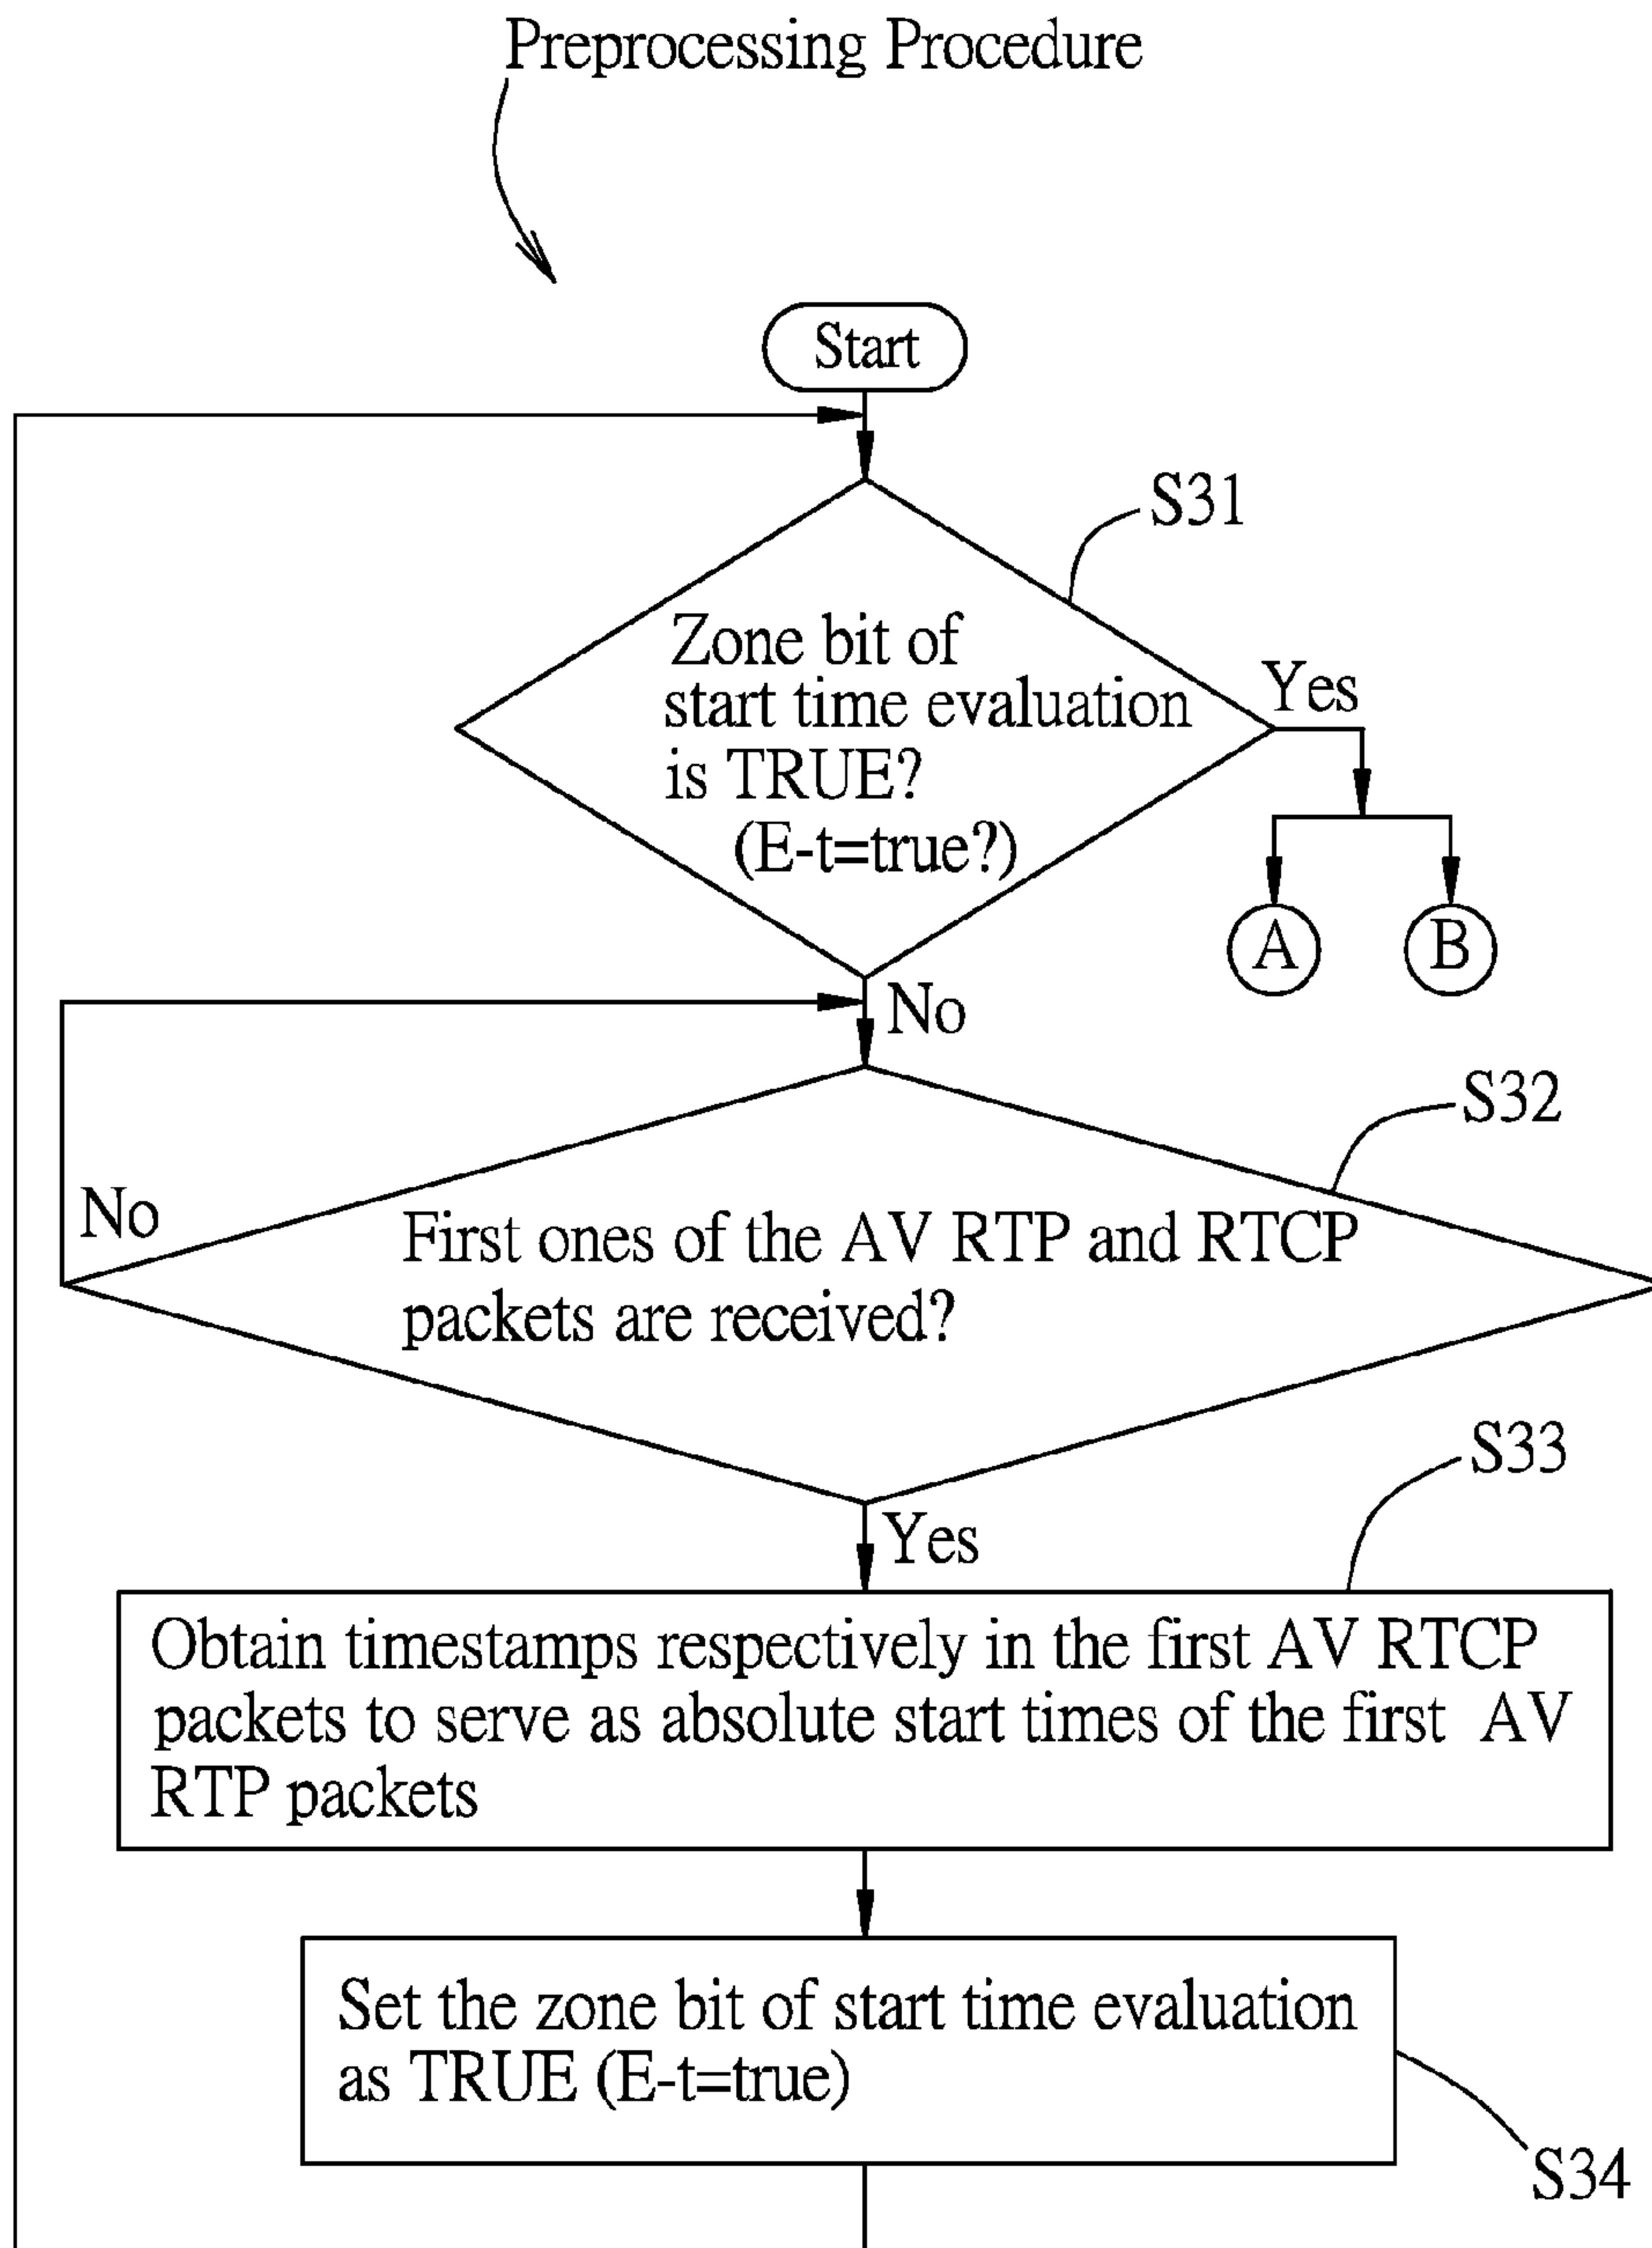 Preprocessing Procedure
Start
S31
Zone bit of
start time evaluation
is TRUE?
(E-t=true?)
Yes
A
B
No
S32
No
First ones of the AV RTP and RTCP
packets are received?
S33
Yes
Obtain timestamps respectively in the first AV RTCP
packets to serve as absolute start times of the first AV
RTP packets
Set the zone bit of start time evaluation
as TRUE (E-t=true)
S34